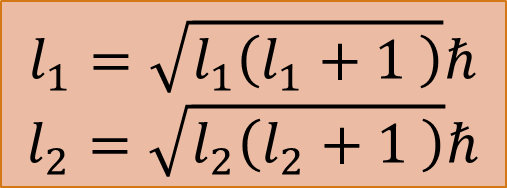 l₁ = √(l₁(l₁ + 1))ħ
l₂ = √(l₂(l₂ + 1))ħ